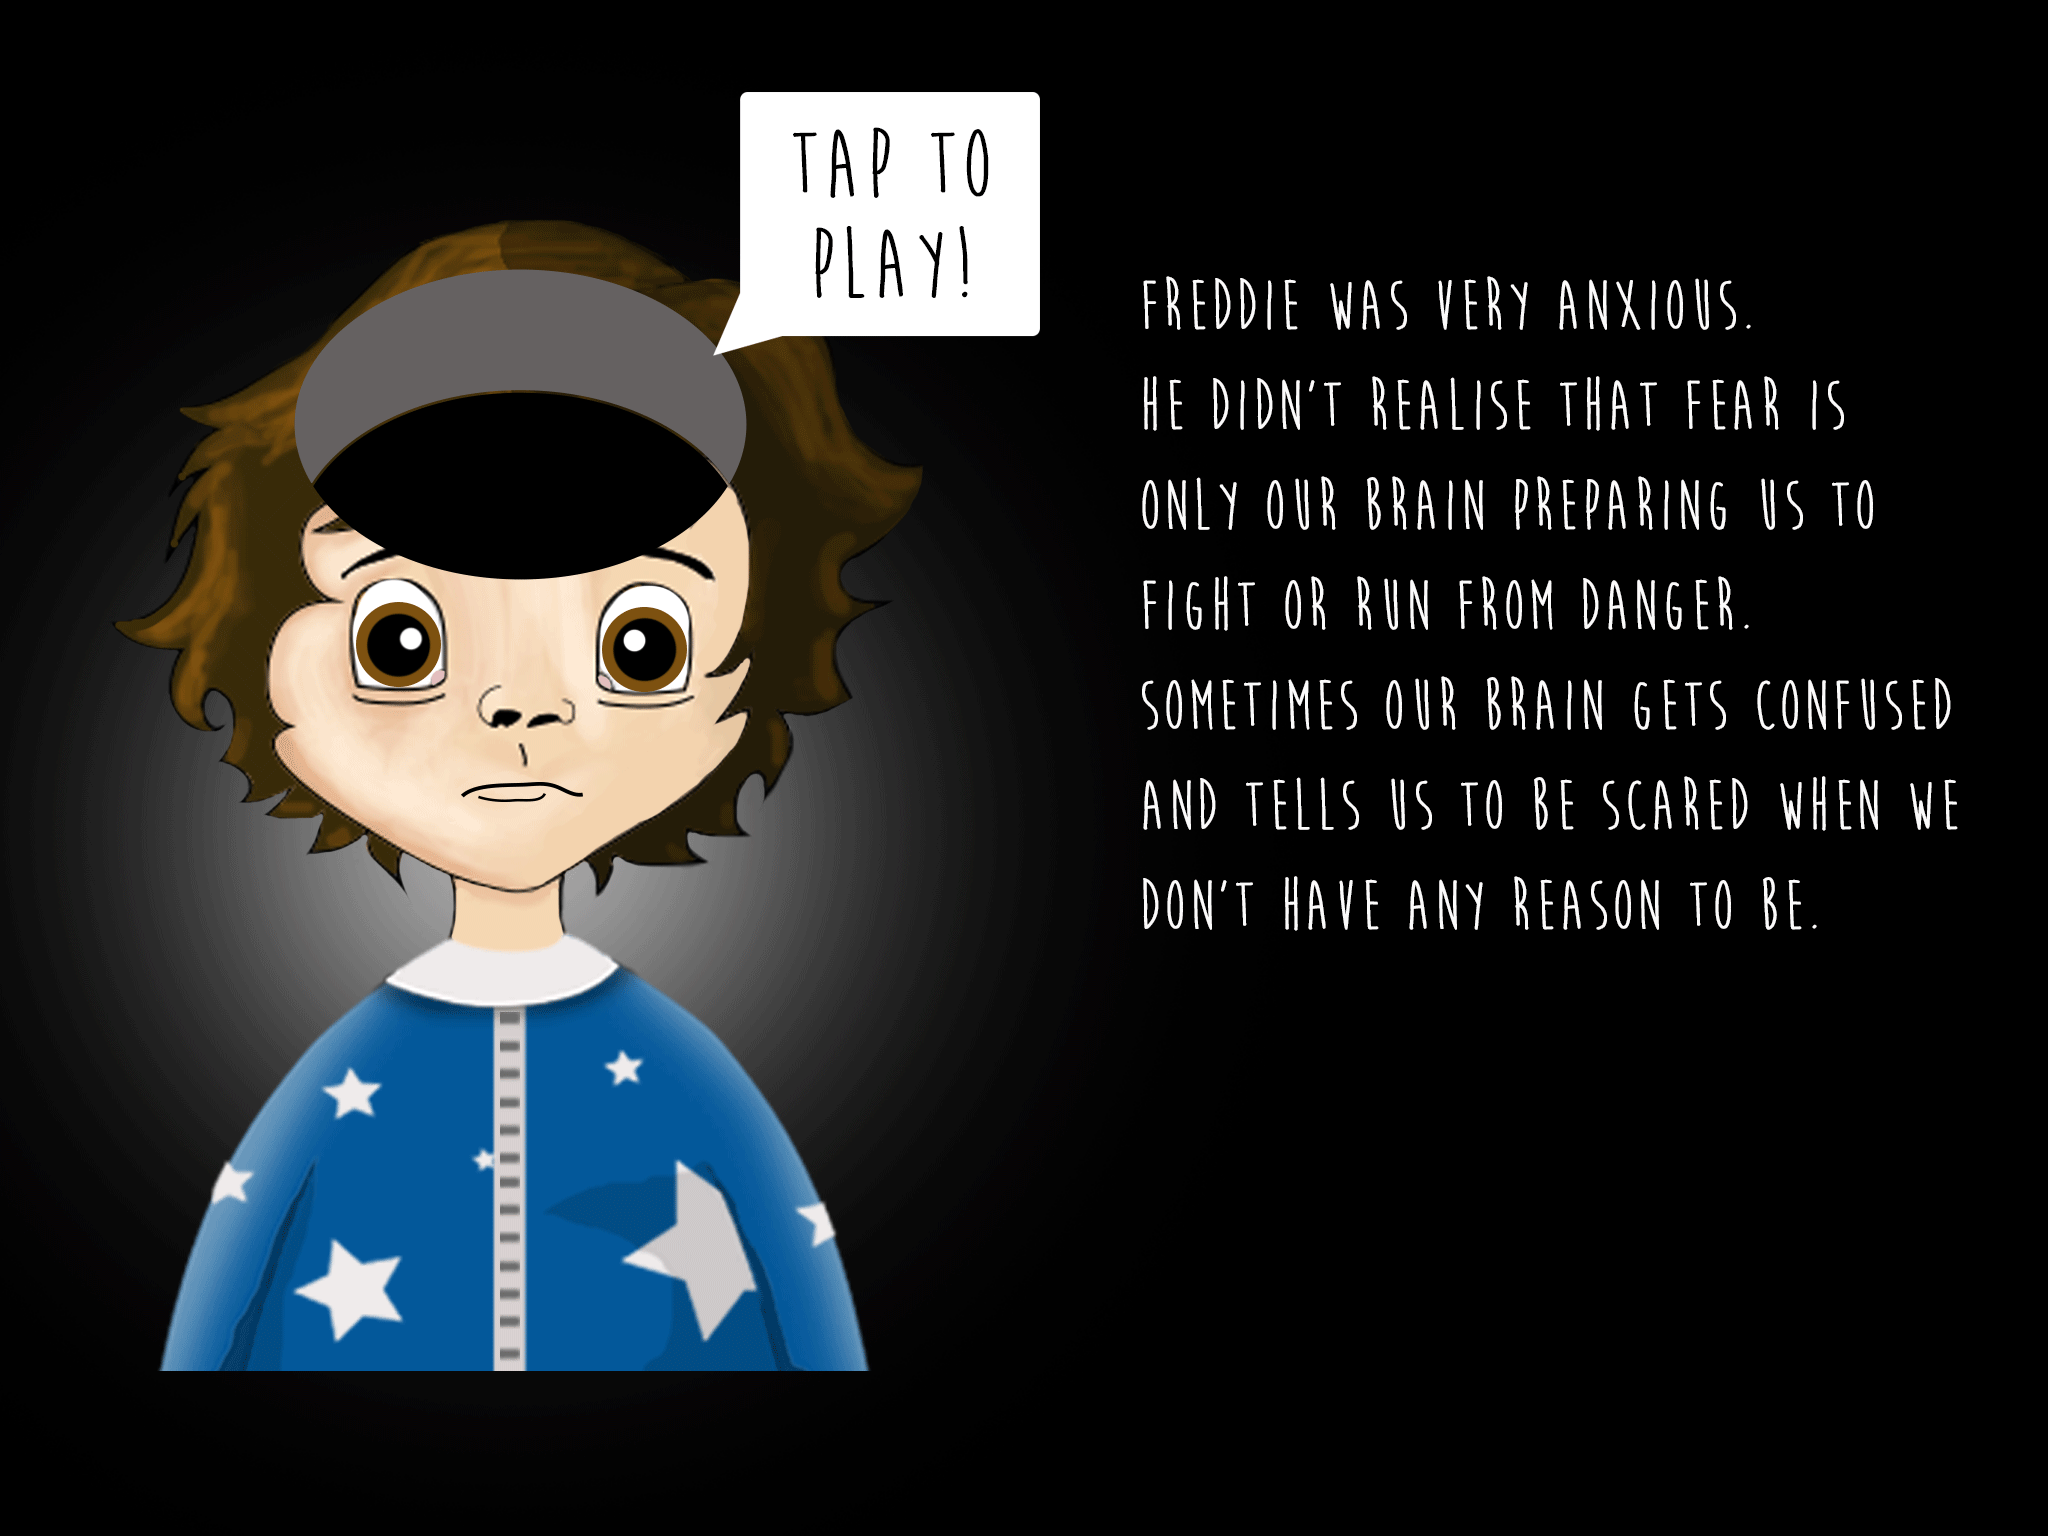 TAP TO
PLAY!
FREDDIE WAS VERY ANXIOUS.
HE DIDN'T REALISE THAT FEAR IS
ONLY OUR BRAIN PREPARING US TO
FIGHT OR RUN FROM DANGER.
SOMETIMES OUR BRAIN GETS CONFUSED
AND TELLS US TO BE SCARED WHEN WE
DON'T HAVE ANY REASON TO BE.